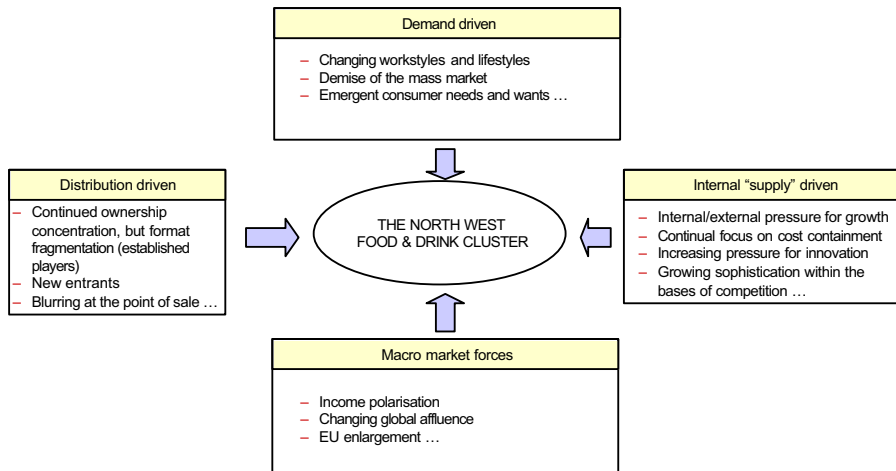 Demand driven
– Changing workstyles and lifestyles
– Demise of the mass market
– Emergent consumer needs and wants …
Distribution driven
– Continued ownership
concentration, but format
fragmentation (established
players)
– New entrants
– Blurring at the point of sale …
THE NORTH WEST
FOOD & DRINK CLUSTER
Internal “supply” driven
– Internal/external pressure for growth
– Continual focus on cost containment
– Increasing pressure for innovation
– Growing sophistication within the
bases of competition …
Macro market forces
– Income polarisation
– Changing global affluence
– EU enlargement …